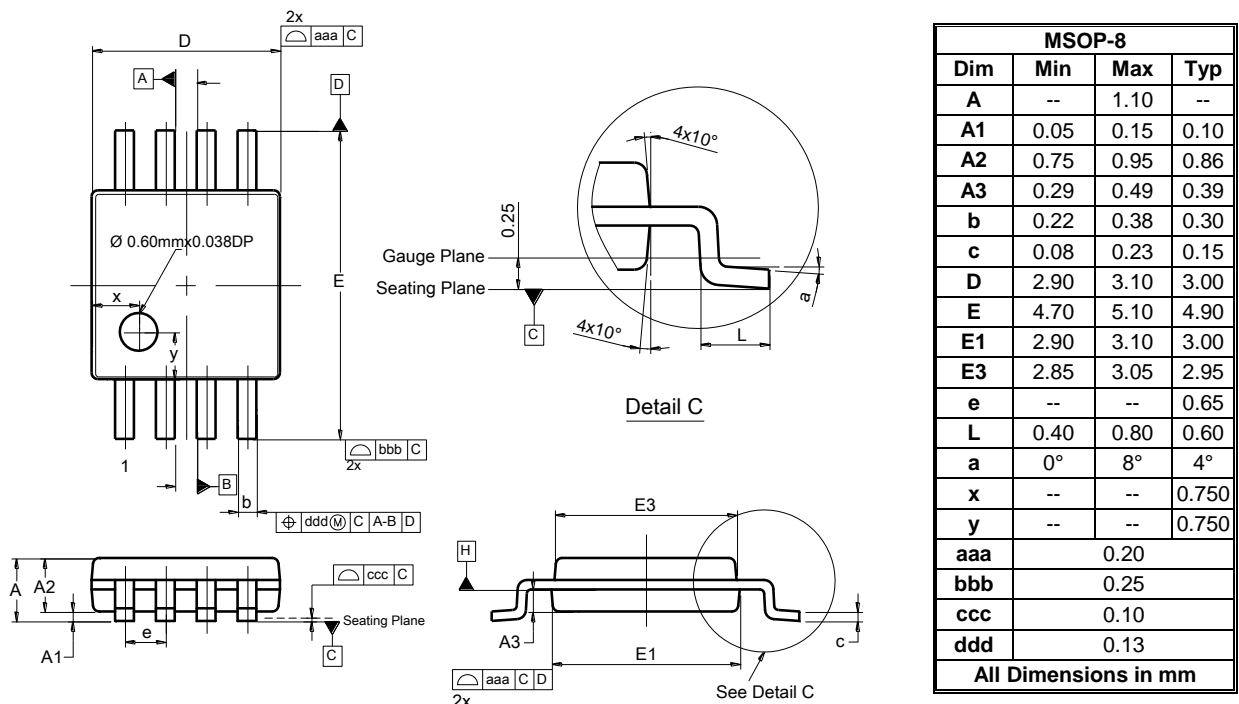 2x
aaa C
D
A
D
Ø 0.60mmx0.038DP
x
y
E
1
B
b
bbb C
2x
ddd Ⓜ C A-B D
4x10°
0.25
Gauge Plane
Seating Plane
C
4x10°
L
a
Detail C
A
A2
A1
e
ccc C
Seating Plane
C
E3
H
A3
E1
c
aaa C D
2x
See Detail C
MSOP-8
Dim Min Max Typ
A -- 1.10 --
A1 0.05 0.15 0.10
A2 0.75 0.95 0.86
A3 0.29 0.49 0.39
b 0.22 0.38 0.30
c 0.08 0.23 0.15
D 2.90 3.10 3.00
E 4.70 5.10 4.90
E1 2.90 3.10 3.00
E3 2.85 3.05 2.95
e -- -- 0.65
L 0.40 0.80 0.60
a 0° 8° 4°
x -- -- 0.750
y -- -- 0.750
aaa 0.20
bbb 0.25
ccc 0.10
ddd 0.13
All Dimensions in mm